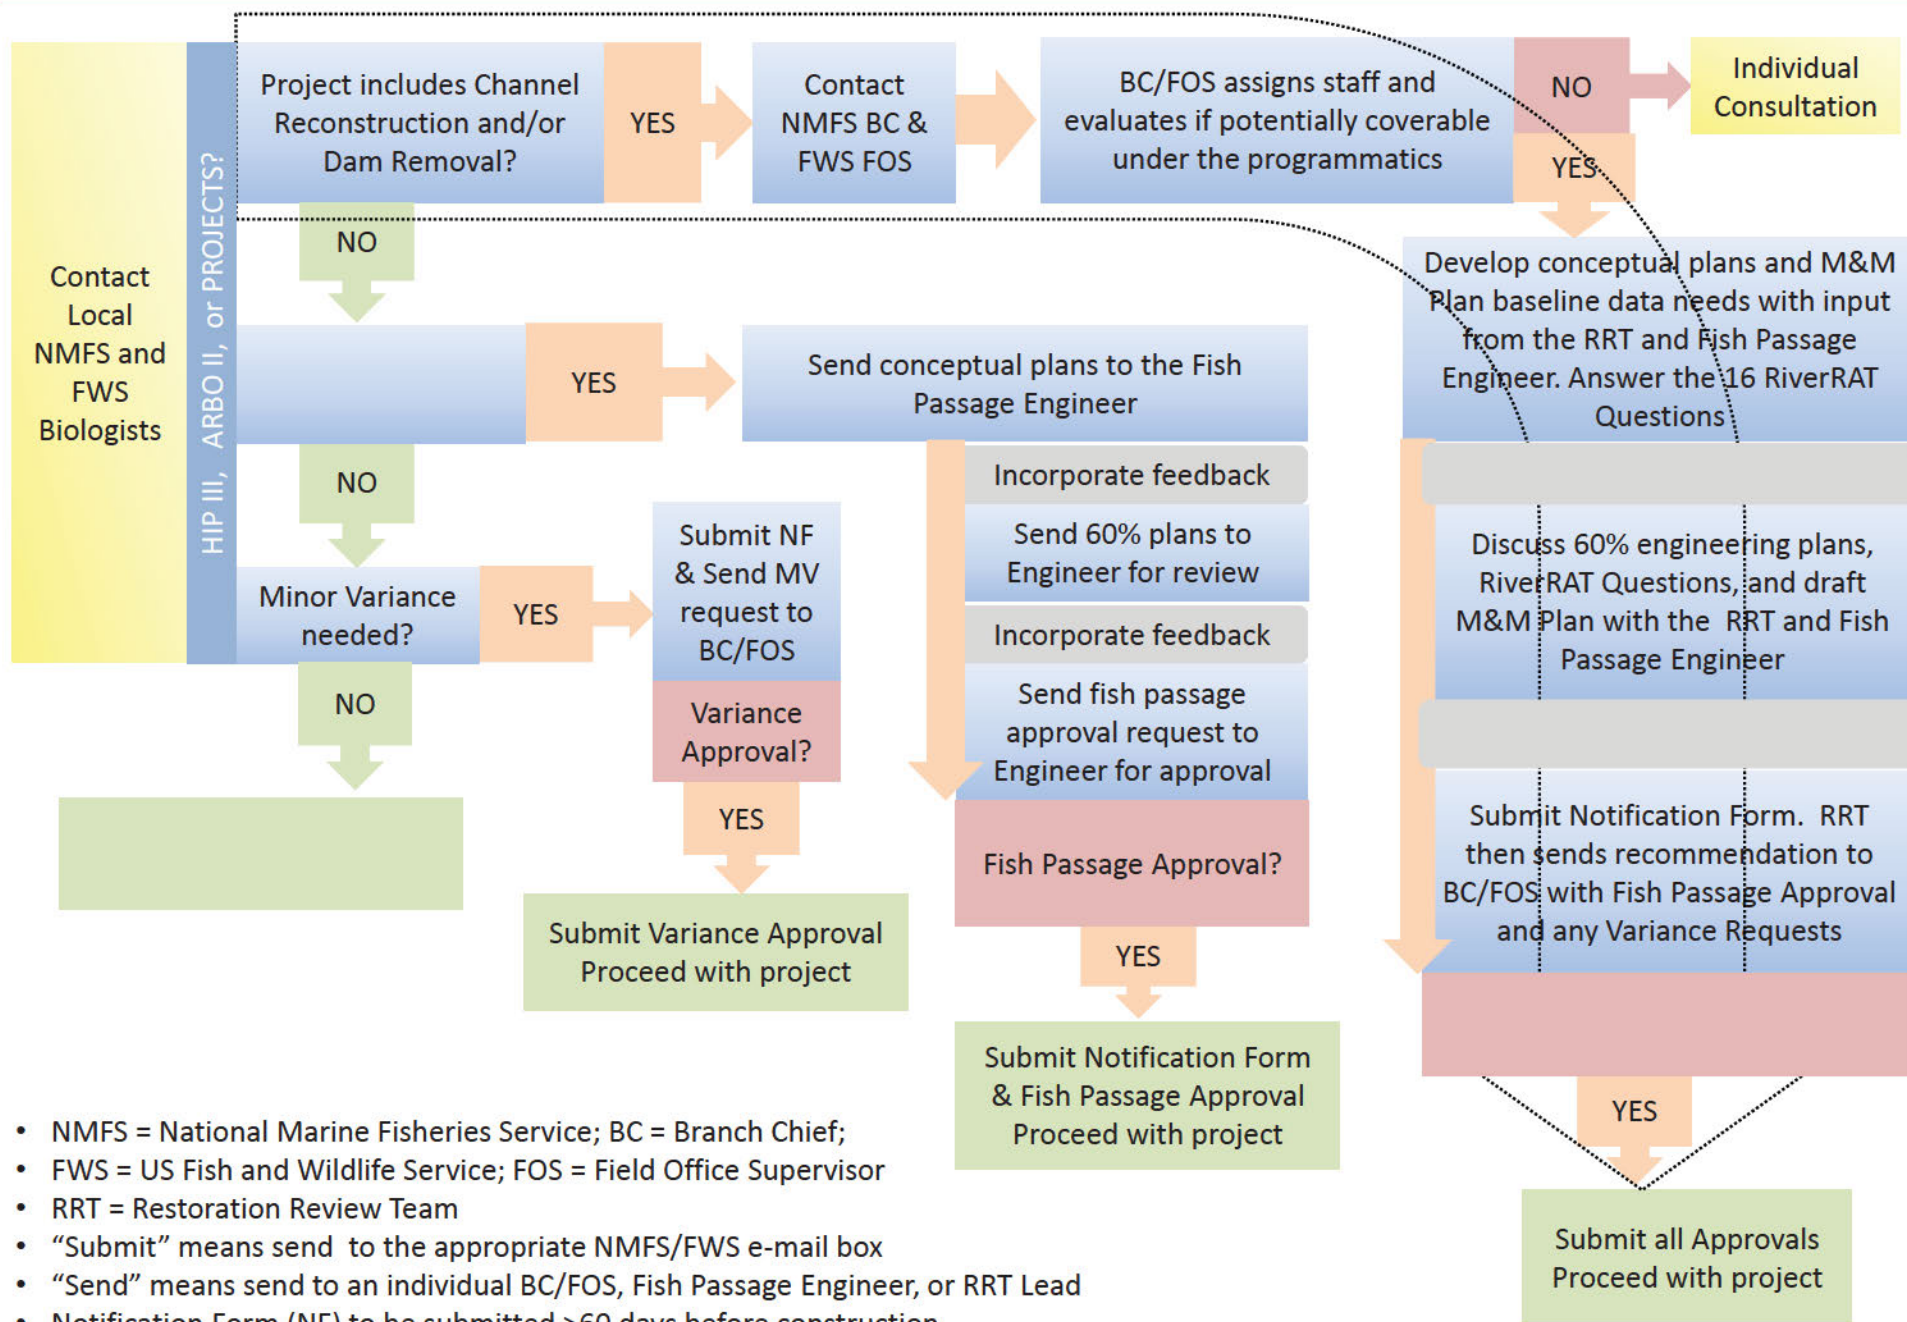 Contact
Local
NMFS and
FWS
Biologists
HIP III, ARBO II, or PROJECTS?
Project includes Channel
Reconstruction and/or
Dam Removal?
YES
Contact
NMFS BC &
FWS FOS
BC/FOS assigns staff and
evaluates if potentially coverable
under the programmatics
NO
Individual
Consultation
YES
NO
Develop conceptual plans and M&M
Plan baseline data needs with input
from the RRT and Fish Passage
Engineer. Answer the 16 RiverRAT
Questions
YES
Send conceptual plans to the Fish
Passage Engineer
NO
Incorporate feedback
Send 60% plans to
Engineer for review
Incorporate feedback
Send fish passage
approval request to
Engineer for approval
Fish Passage Approval?
YES
Submit Notification Form
& Fish Passage Approval
Proceed with project
Discuss 60% engineering plans,
RiverRAT Questions, and draft
M&M Plan with the RRT and Fish
Passage Engineer
Submit Notification Form. RRT
then sends recommendation to
BC/FOS with Fish Passage Approval
and any Variance Requests
YES
Submit all Approvals
Proceed with project
Minor Variance
needed?
YES
Submit NF
& Send MV
request to
BC/FOS
Variance
Approval?
YES
Submit Variance Approval
Proceed with project
NO
• NMFS = National Marine Fisheries Service; BC = Branch Chief;
• FWS = US Fish and Wildlife Service; FOS = Field Office Supervisor
• RRT = Restoration Review Team
• “Submit” means send to the appropriate NMFS/FWS e-mail box
• “Send” means send to an individual BC/FOS, Fish Passage Engineer, or RRT Lead
• Notification Form (NF) to be submitted >60 days before construction